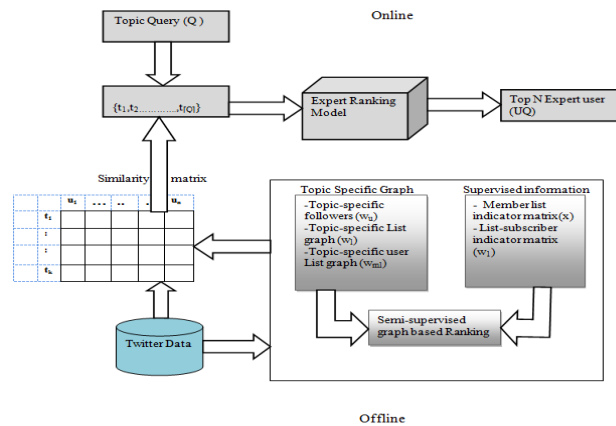 Topic Query (Q )
Online
{t1,t2…………,t[Q]}
Expert Ranking
Model
Top N Expert user
(UQ)
Similarity matrix
u1 --- -- - un
t1
:
:
tk
Topic Specific Graph
-Topic-specific
followers (wu)
-Topic-specific List
graph (wl)
-Topic-specific user
List graph (wml)
Supervised information
- Member list
indicator matrix(x)
- List-subscriber
indicator matrix
(w1)
Semi-supervised
graph based Ranking
Twitter Data
Offline